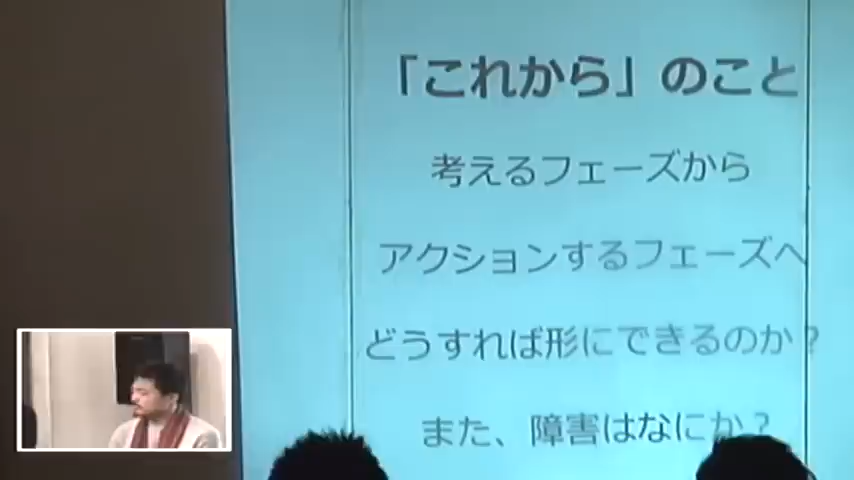 「これから」のこと
考えるフェーズから
アクションするフェーズへ
どうすれば形にできるのか？
また、障害はなにか？